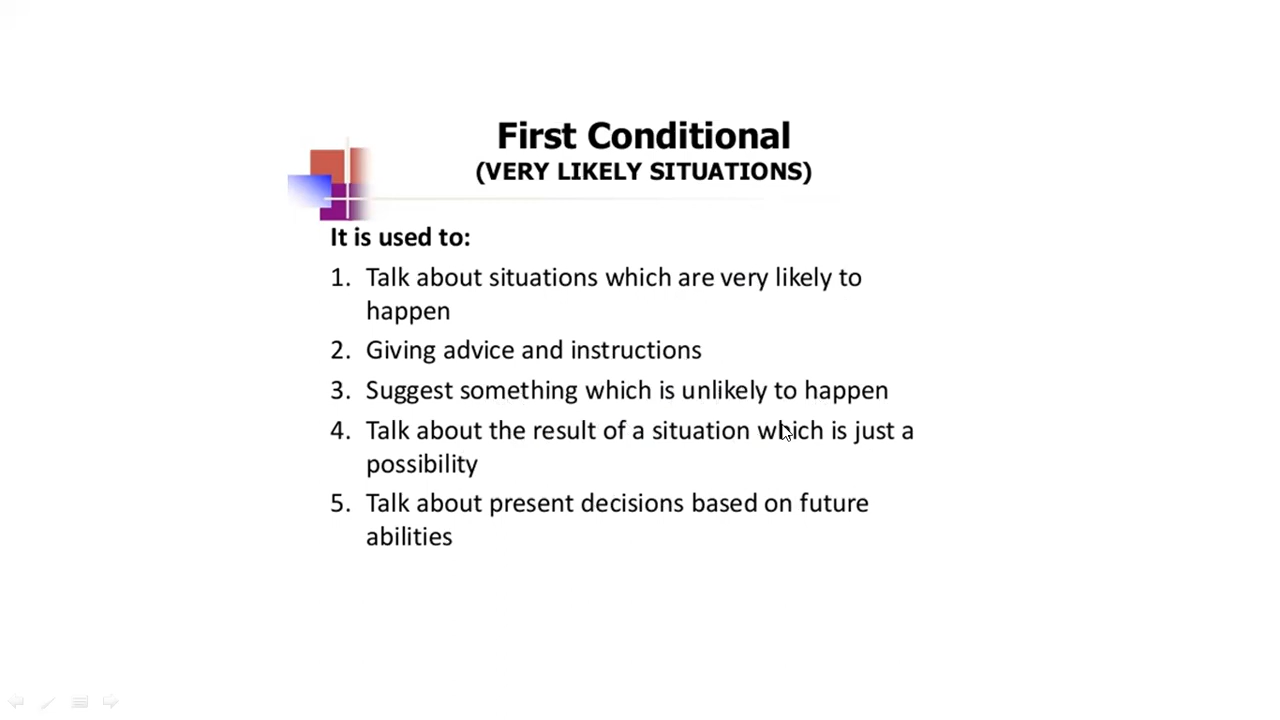 First Conditional
(VERY LIKELY SITUATIONS)
It is used to:
1. Talk about situations which are very likely to
happen
2. Giving advice and instructions
3. Suggest something which is unlikely to happen
4. Talk about the result of a situation which is just a
possibility
5. Talk about present decisions based on future
abilities